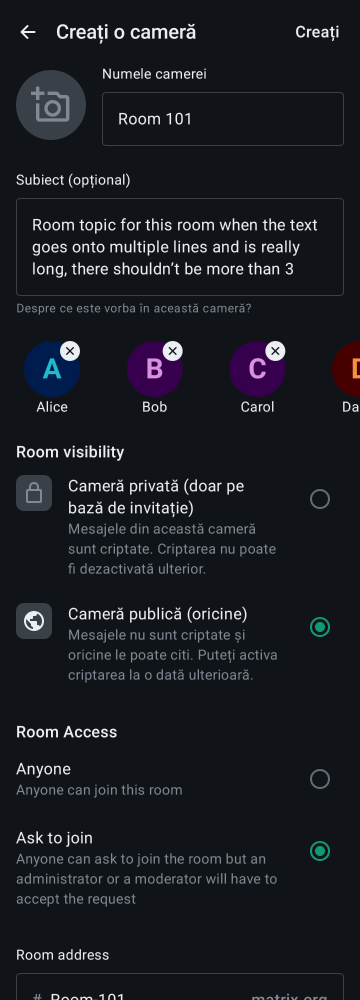 Creați o cameră
Creați
Numele camerei
Room 101
Subiect (opțional)
Room topic for this room when the text
goes onto multiple lines and is really
long, there shouldn't be more than 3
Despre ce este vorba în această cameră?
A
B
C
Alice
Bob
Carol
Da
Room visibility
Cameră privată (doar pe
bază de invitație)
Mesajele din această cameră
sunt criptate. Criptarea nu poate
fi dezactivată ulterior.
Cameră publică (oricine)
Mesajele nu sunt criptate și
oricine le poate citi. Puteți activa
criptarea la o dată ulterioară.
Room Access
Anyone
Anyone can join this room
Ask to join
Anyone can ask to join the room but an
administrator or a moderator will have to
accept the request
Room address
# Room 101
matrix.org